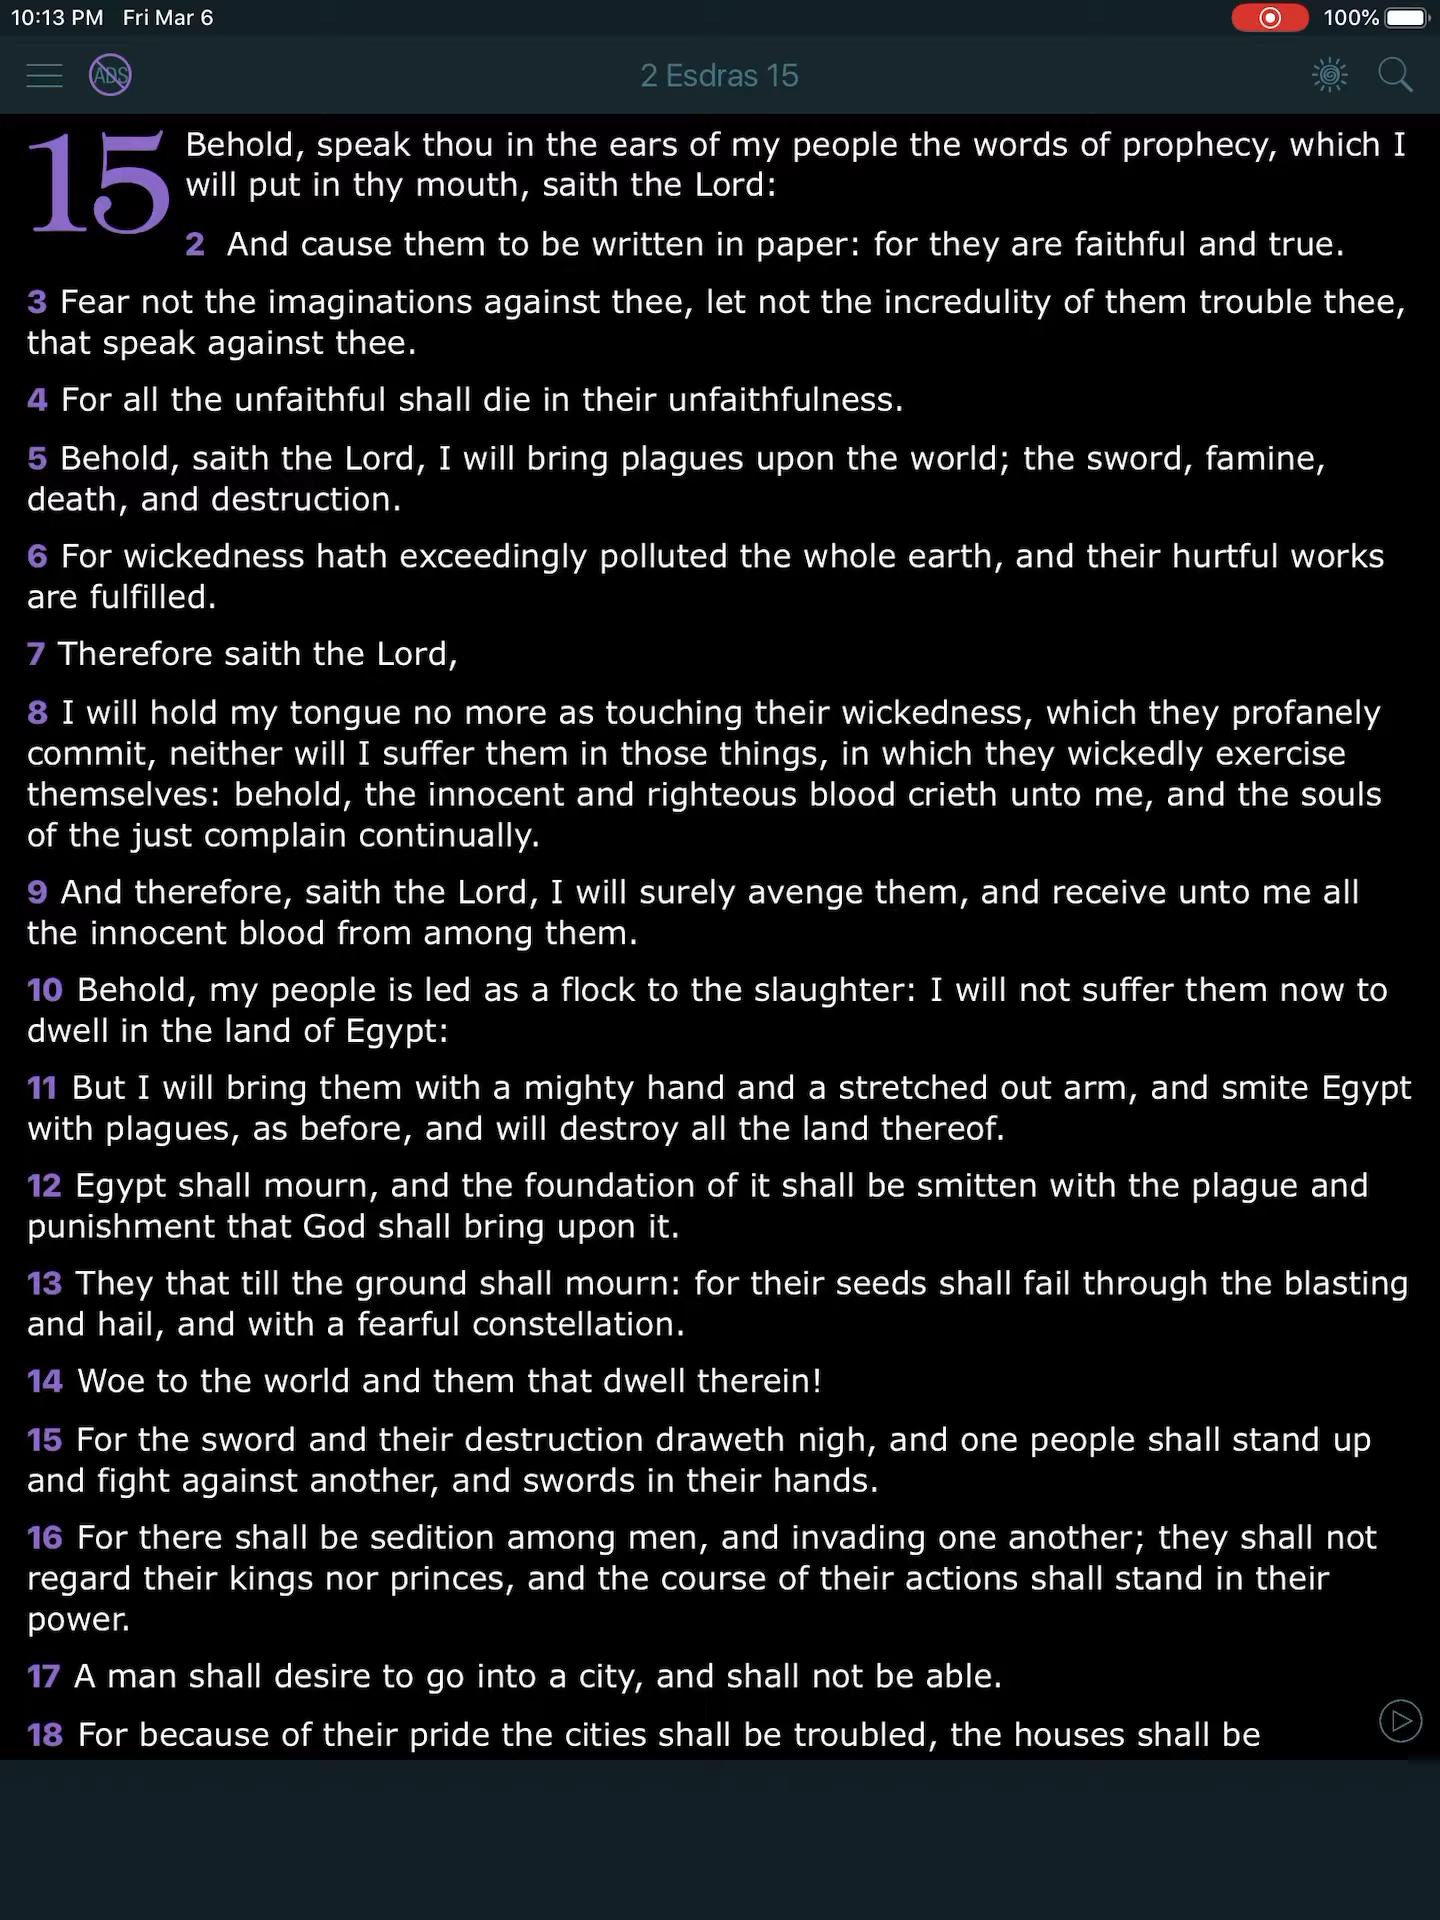 10:13 PM Fri Mar 6 100%
ADS 2 Esdras 15
15 Behold, speak thou in the ears of my people the words of prophecy, which I
will put in thy mouth, saith the Lord:
2 And cause them to be written in paper: for they are faithful and true.
3 Fear not the imaginations against thee, let not the incredulity of them trouble thee,
that speak against thee.
4 For all the unfaithful shall die in their unfaithfulness.
5 Behold, saith the Lord, I will bring plagues upon the world; the sword, famine,
death, and destruction.
6 For wickedness hath exceedingly polluted the whole earth, and their hurtful works
are fulfilled.
7 Therefore saith the Lord,
8 I will hold my tongue no more as touching their wickedness, which they profanely
commit, neither will I suffer them in those things, in which they wickedly exercise
themselves: behold, the innocent and righteous blood crieth unto me, and the souls
of the just complain continually.
9 And therefore, saith the Lord, I will surely avenge them, and receive unto me all
the innocent blood from among them.
10 Behold, my people is led as a flock to the slaughter: I will not suffer them now to
dwell in the land of Egypt:
11 But I will bring them with a mighty hand and a stretched out arm, and smite Egypt
with plagues, as before, and will destroy all the land thereof.
12 Egypt shall mourn, and the foundation of it shall be smitten with the plague and
punishment that God shall bring upon it.
13 They that till the ground shall mourn: for their seeds shall fail through the blasting
and hail, and with a fearful constellation.
14 Woe to the world and them that dwell therein!
15 For the sword and their destruction draweth nigh, and one people shall stand up
and fight against another, and swords in their hands.
16 For there shall be sedition among men, and invading one another; they shall not
regard their kings nor princes, and the course of their actions shall stand in their
power.
17 A man shall desire to go into a city, and shall not be able.
18 For because of their pride the cities shall be troubled, the houses shall be